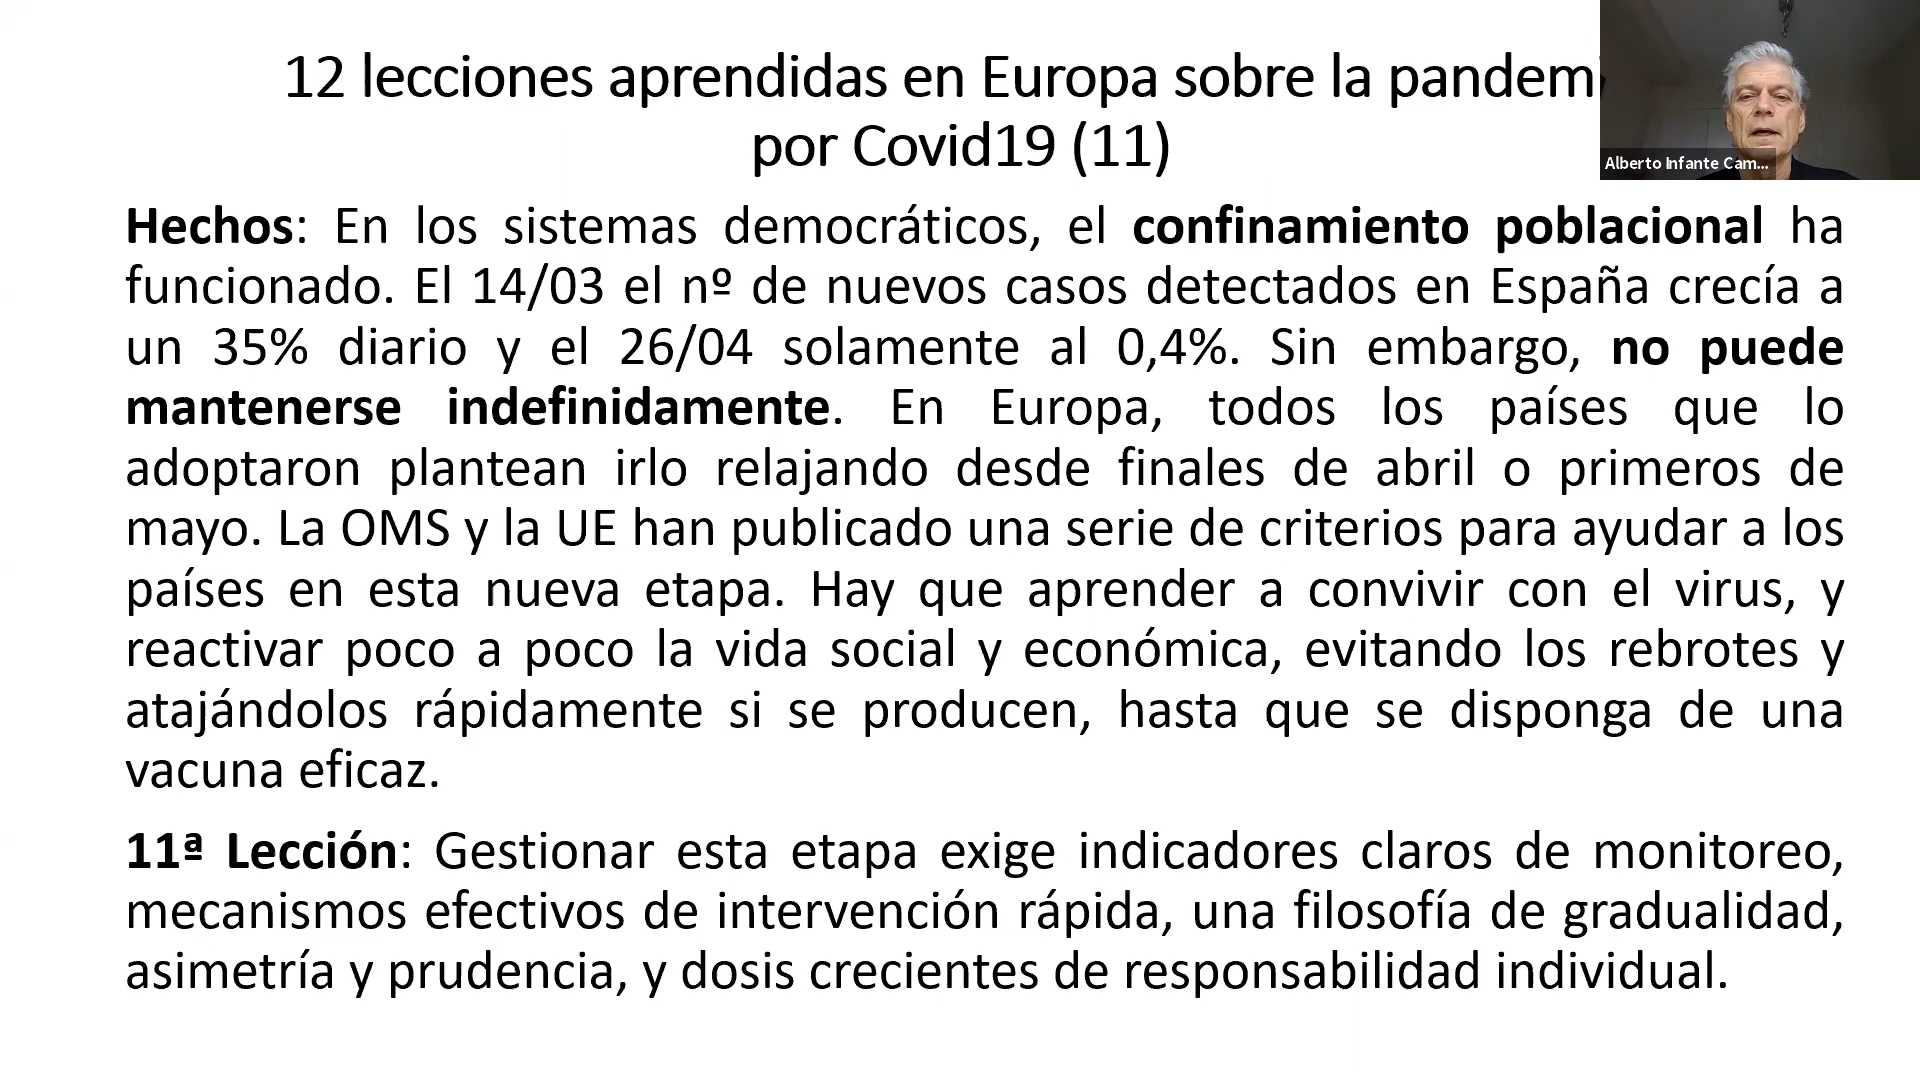 12 lecciones aprendidas en Europa sobre la pandem
por Covid19 (11)
Alberto Infante Cam...
Hechos: En los sistemas democráticos, el confinamiento poblacional ha
funcionado. El 14/03 el nº de nuevos casos detectados en España crecía a
un 35% diario y el 26/04 solamente al 0,4%. Sin embargo, no puede
mantenerse indefinidamente. En Europa, todos los países que lo
adoptaron plantean irlo relajando desde finales de abril o primeros de
mayo. La OMS y la UE han publicado una serie de criterios para ayudar a los
países en esta nueva etapa. Hay que aprender a convivir con el virus, y
reactivar poco a poco la vida social y económica, evitando los rebrotes y
atajándolos rápidamente si se producen, hasta que se disponga de una
vacuna eficaz.
11ª Lección: Gestionar esta etapa exige indicadores claros de monitoreo,
mecanismos efectivos de intervención rápida, una filosofía de gradualidad,
asimetría y prudencia, y dosis crecientes de responsabilidad individual.